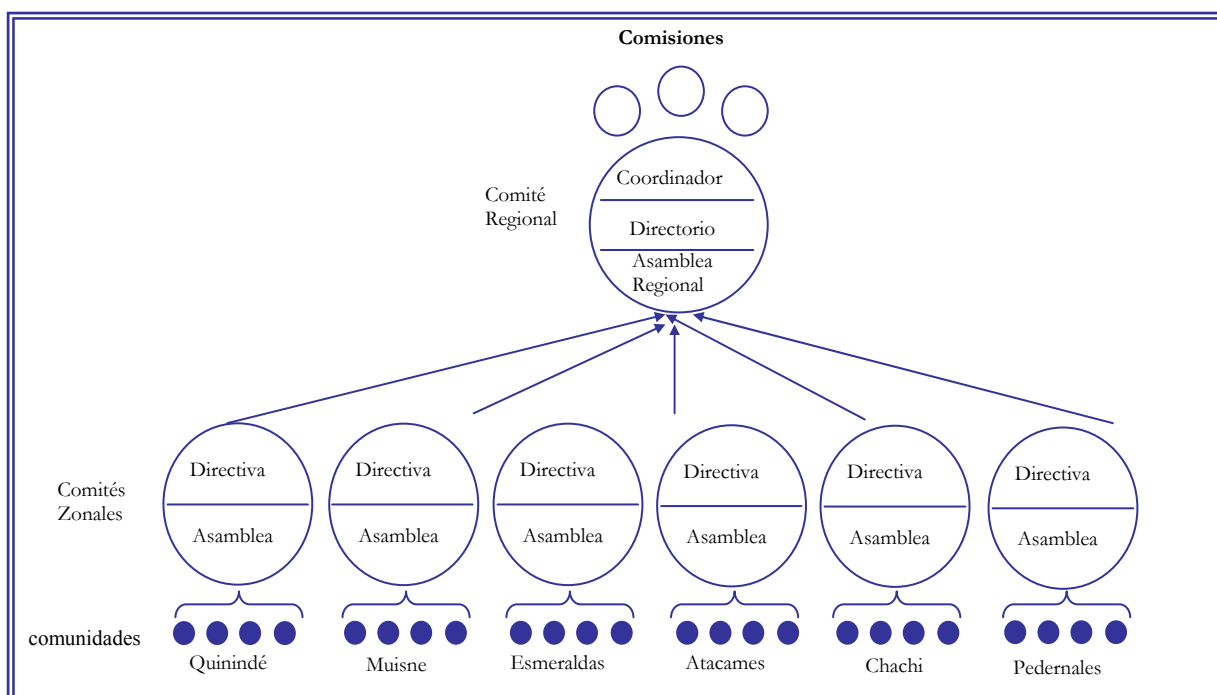 Comisiones
Comité
Regional
Coordinador
Directorio
Asamblea
Regional
Comités
Zonales
Directiva
Directiva
Directiva
Directiva
Directiva
Directiva
Asamblea
Asamblea
Asamblea
Asamblea
Asamblea
Asamblea
comunidades
Quinindé
Muisne
Esmeraldas
Atacames
Chachi
Pedernales